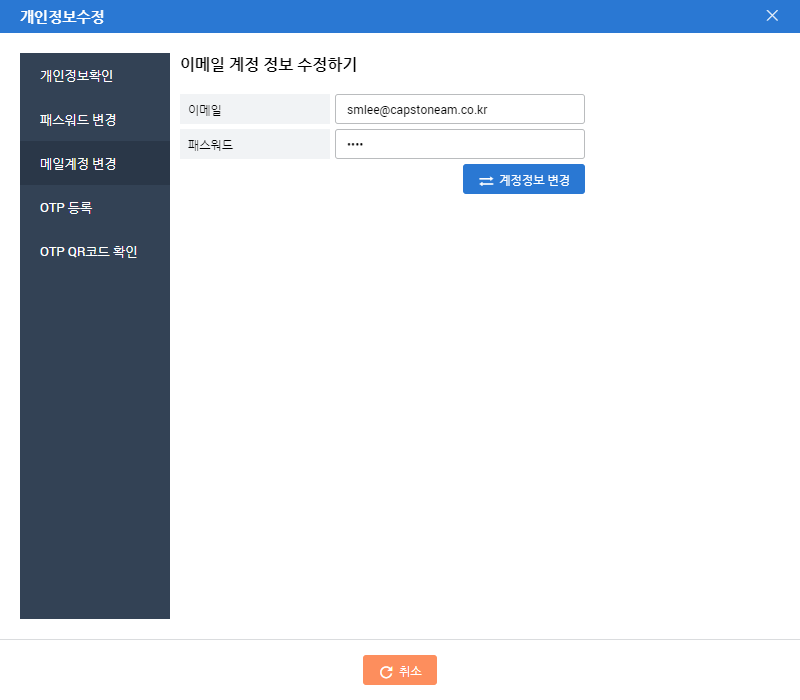 개인정보수정
개인정보확인
패스워드 변경
메일계정 변경
OTP 등록
OTP QR코드 확인
이메일 계정 정보 수정하기
이메일 smlee@capstoneam.co.kr
패스워드 ••••
계정정보 변경
취소